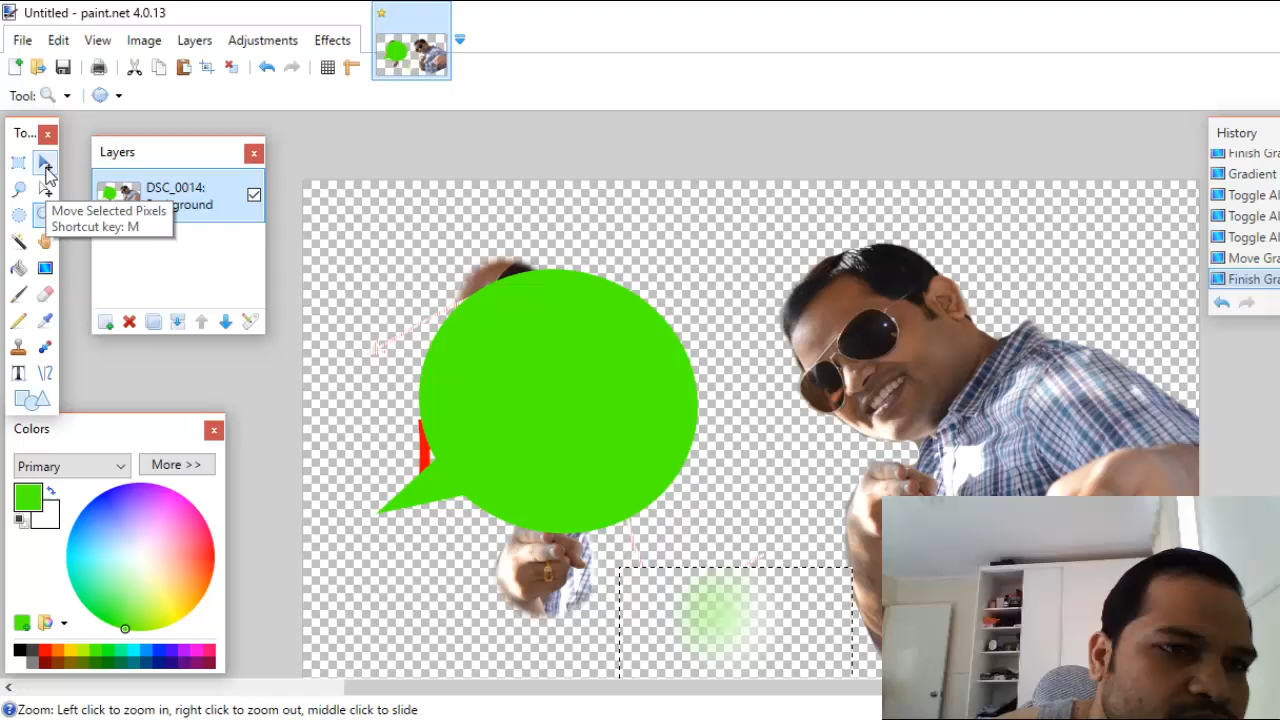 Untitled - paint.net 4.0.13
File Edit View Image Layers Adjustments Effects
Tool:
To...
Layers
DSC_0014:
ground
Move Selected Pixels
Shortcut key: M
Colors
Primary
More >>
History
Finish Gra
Gradient
Toggle Al
Toggle Al
Toggle Al
Move Gra
Finish Gra
Zoom: Left click to zoom in, right click to zoom out, middle click to slide